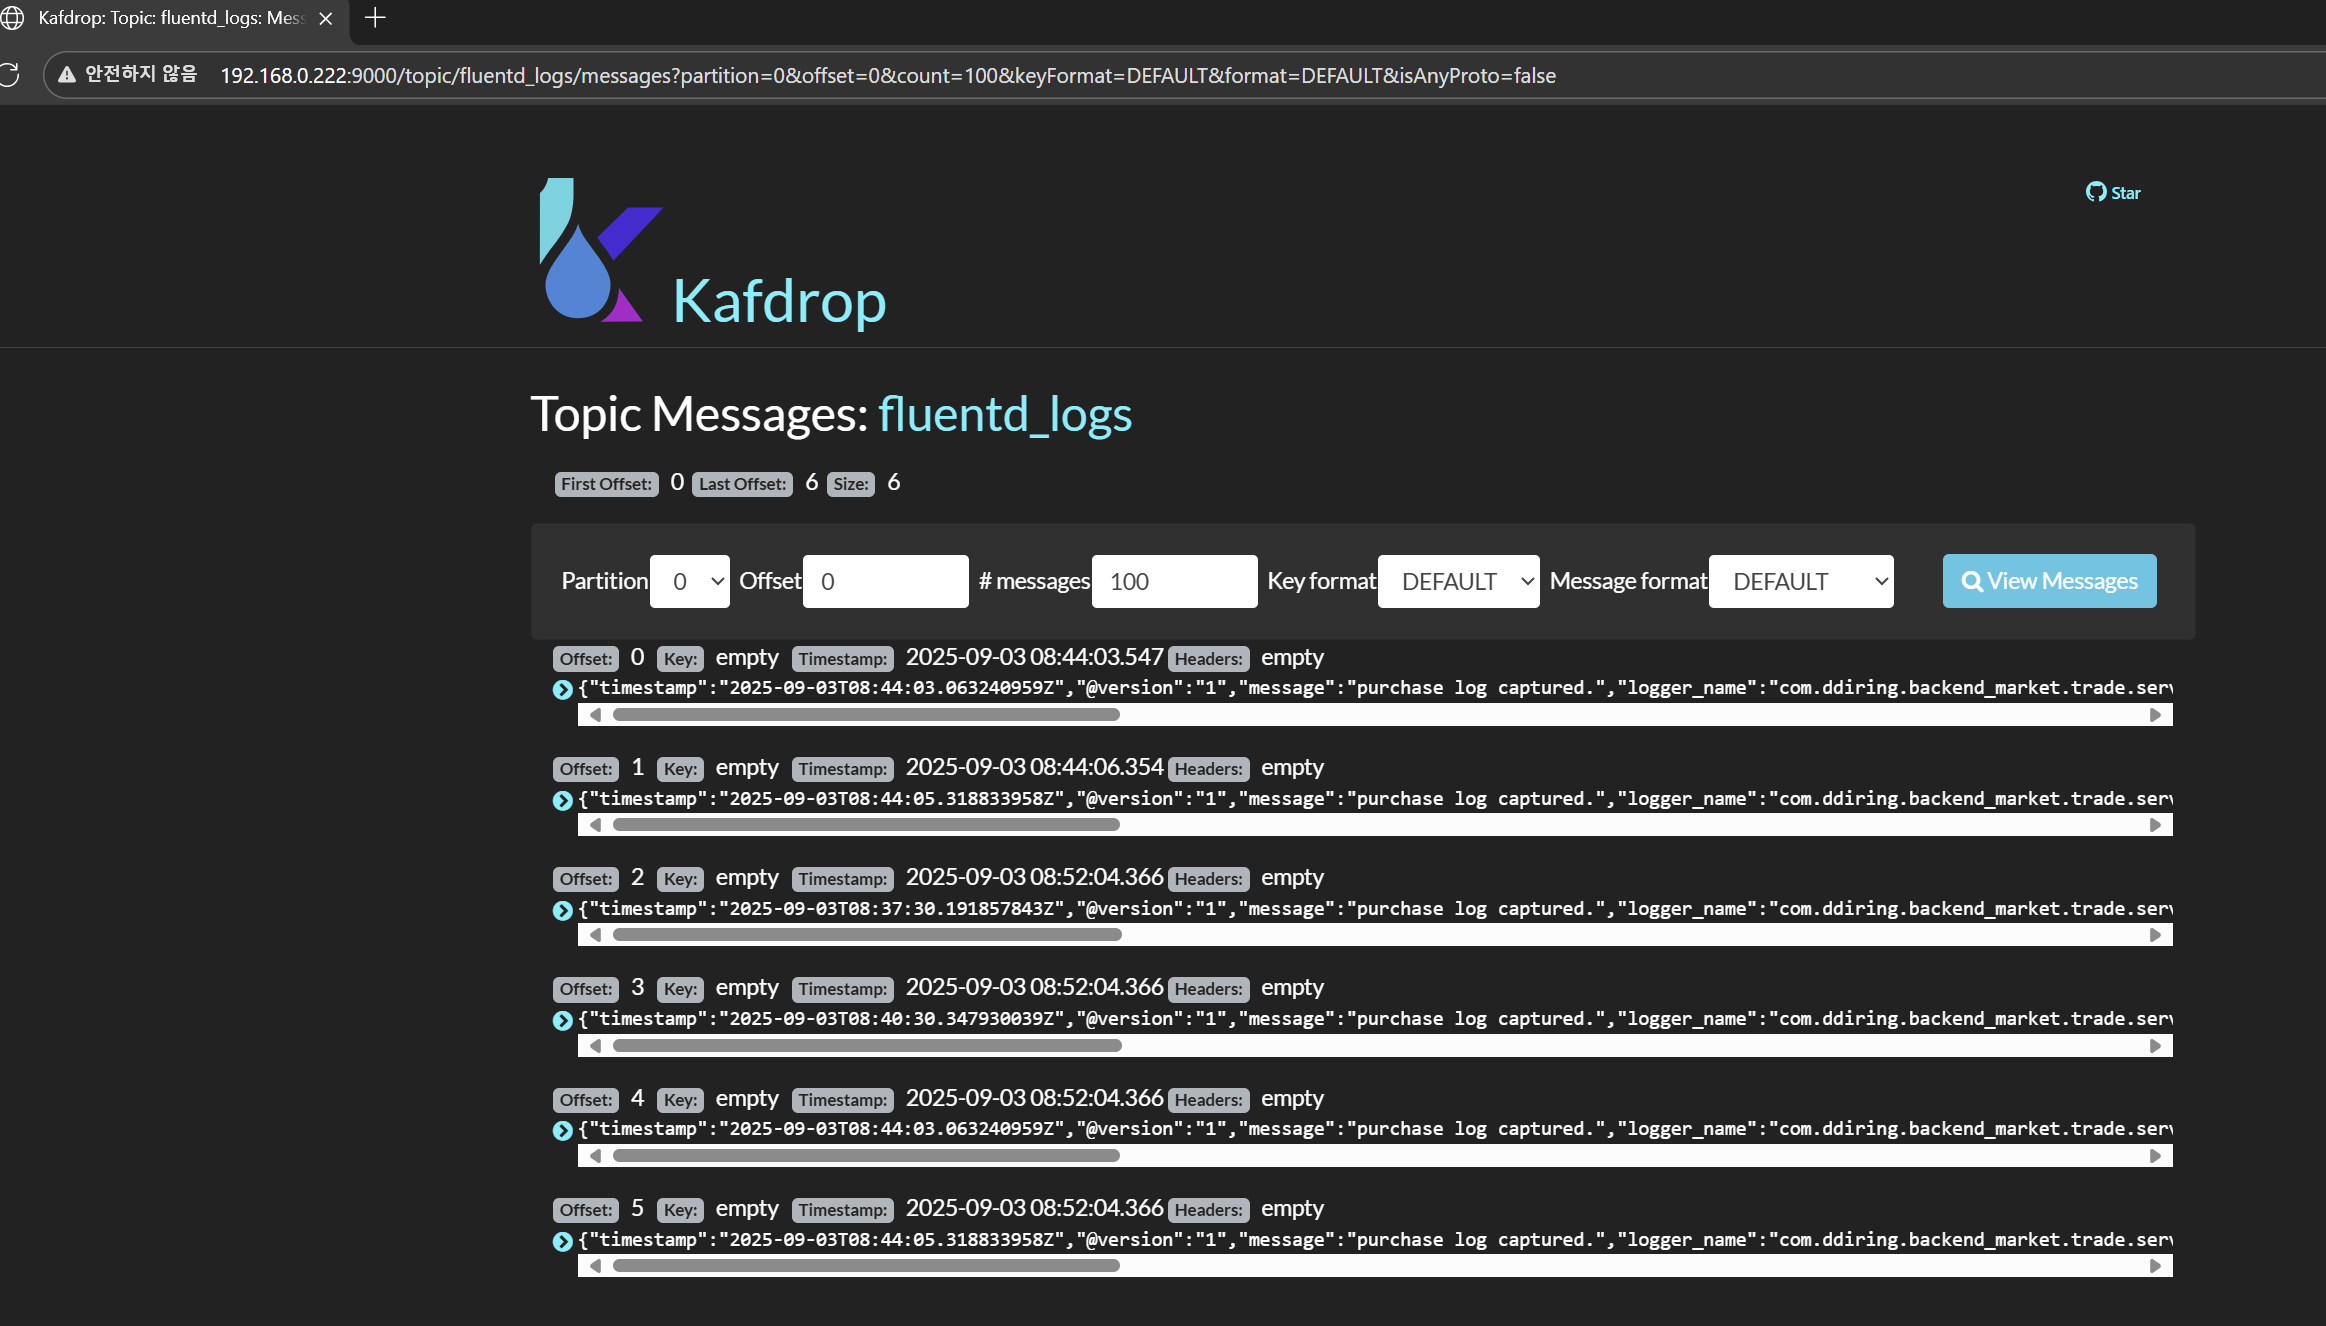 Kafdrop: Topic: fluentd_logs: Mess
안전하지 않음 192.168.0.222:9000/topic/fluentd_logs/messages?partition=0&offset=0&count=100&keyFormat=DEFAULT&format=DEFAULT&isAnyProto=false
Star
Kafdrop
Topic Messages: fluentd_logs
First Offset: 0 Last Offset: 6 Size: 6
Partition 0 Offset 0 # messages 100 Key format DEFAULT Message format DEFAULT View Messages
Offset: 0 Key: empty Timestamp: 2025-09-03 08:44:03.547 Headers: empty
{"timestamp":"2025-09-03T08:44:03.063240959Z","@version":"1","message":"purchase log captured.","logger_name":"com.ddiring.backend_market.trade.serv
Offset: 1 Key: empty Timestamp: 2025-09-03 08:44:06.354 Headers: empty
{"timestamp":"2025-09-03T08:44:05.318833958Z","@version":"1","message":"purchase log captured.","logger_name":"com.ddiring.backend_market.trade.serv
Offset: 2 Key: empty Timestamp: 2025-09-03 08:52:04.366 Headers: empty
{"timestamp":"2025-09-03T08:37:30.191857843Z","@version":"1","message":"purchase log captured.","logger_name":"com.ddiring.backend_market.trade.serv
Offset: 3 Key: empty Timestamp: 2025-09-03 08:52:04.366 Headers: empty
{"timestamp":"2025-09-03T08:40:30.347930039Z","@version":"1","message":"purchase log captured.","logger_name":"com.ddiring.backend_market.trade.serv
Offset: 4 Key: empty Timestamp: 2025-09-03 08:52:04.366 Headers: empty
{"timestamp":"2025-09-03T08:44:03.063240959Z","@version":"1","message":"purchase log captured.","logger_name":"com.ddiring.backend_market.trade.serv
Offset: 5 Key: empty Timestamp: 2025-09-03 08:52:04.366 Headers: empty
{"timestamp":"2025-09-03T08:44:05.318833958Z","@version":"1","message":"purchase log captured.","logger_name":"com.ddiring.backend_market.trade.serv